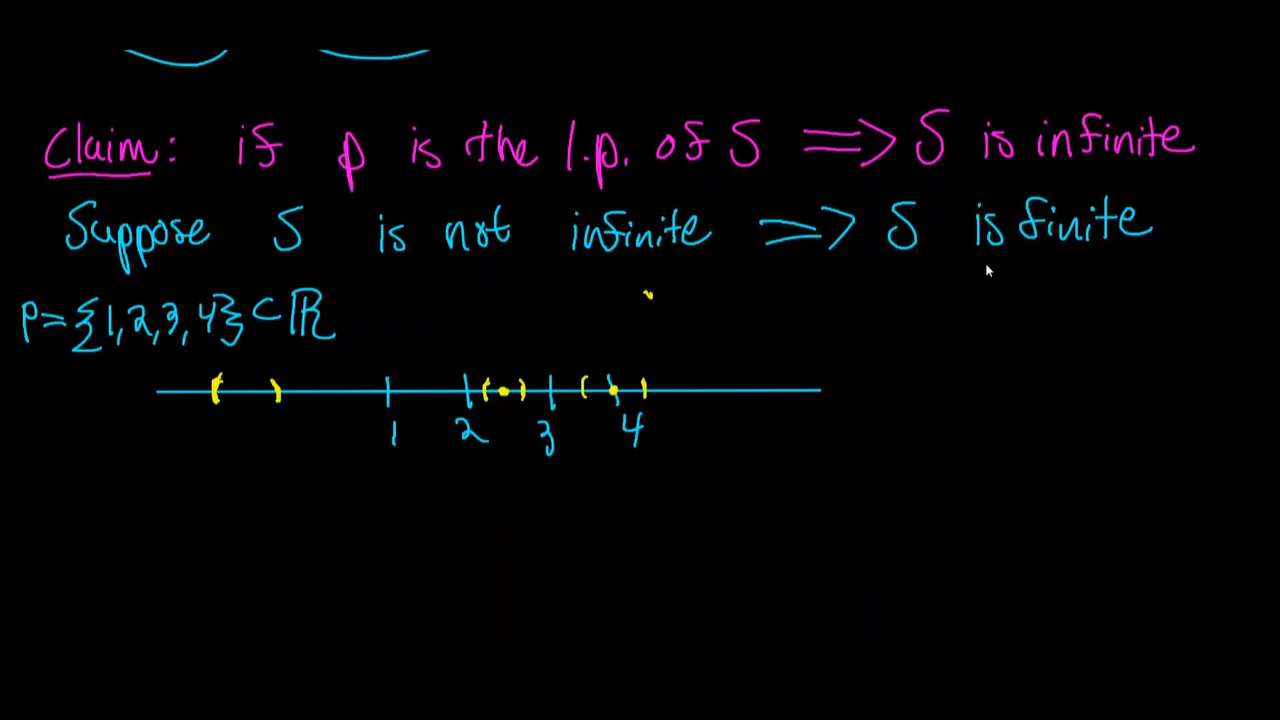 Claim: if p is the l.p. of S => S is infinite
Suppose S is not infinite => S is finite
P={1,2,3,4}⊂ℝ
1 2 3 4